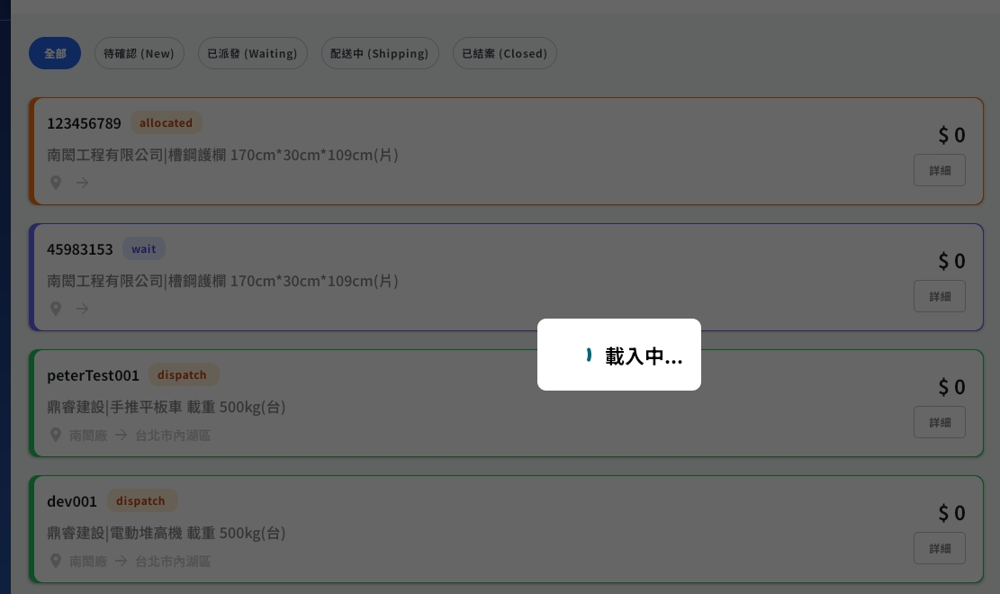 全部
待確認 (New)
已派發 (Waiting)
配送中 (Shipping)
已結案 (Closed)
123456789
allocated
$ 0
南閎工程有限公司|槽鋼護欄 170cm*30cm*109cm(片)
詳細
45983153
wait
$ 0
南閎工程有限公司|槽鋼護欄 170cm*30cm*109cm(片)
詳細
載入中...
peterTest001
dispatch
$ 0
鼎睿建設|手推平板車 載重 500kg(台)
詳細
南閎廠 → 台北市內湖區
dev001
dispatch
$ 0
鼎睿建設|電動堆高機 載重 500kg(台)
詳細
南閎廠 → 台北市內湖區